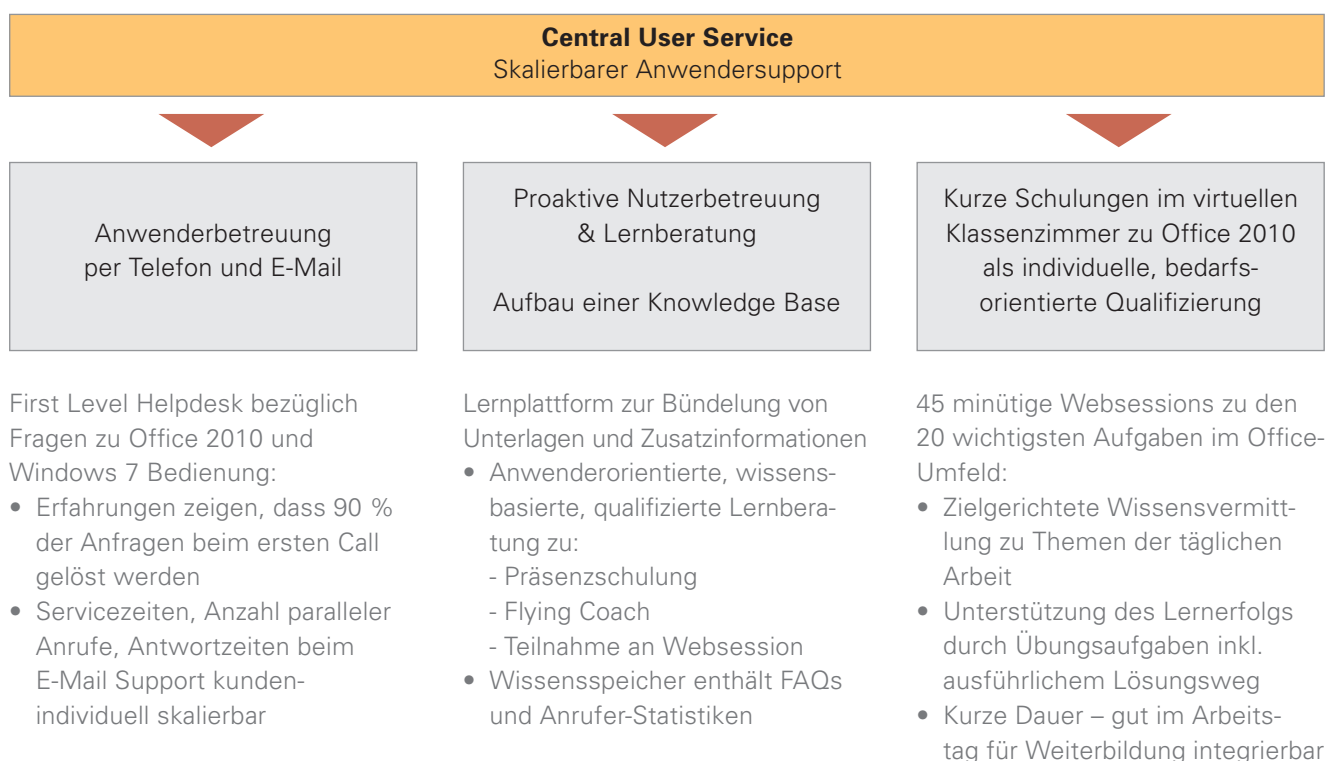 Central User Service
Skalierbarer Anwendersupport
Anwenderbetreuung
per Telefon und E-Mail
First Level Helpdesk bezüglich
Fragen zu Office 2010 und
Windows 7 Bedienung:
• Erfahrungen zeigen, dass 90 %
der Anfragen beim ersten Call
gelöst werden
• Servicezeiten, Anzahl paralleler
Anrufe, Antwortzeiten beim
E-Mail Support kunden-
individuell skalierbar
Proaktive Nutzerbetreuung
& Lernberatung
Aufbau einer Knowledge Base
Lernplattform zur Bündelung von
Unterlagen und Zusatzinformationen
• Anwenderorientierte, wissens-
basierte, qualifizierte Lernbera-
tung zu:
- Präsenzschulung
- Flying Coach
- Teilnahme an Websession
• Wissensspeicher enthält FAQs
und Anrufer-Statistiken
Kurze Schulungen im virtuellen
Klassenzimmer zu Office 2010
als individuelle, bedarfs-
orientierte Qualifizierung
45 minütige Websessions zu den
20 wichtigsten Aufgaben im Office-
Umfeld:
• Zielgerichtete Wissensvermitt-
lung zu Themen der täglichen
Arbeit
• Unterstützung des Lernerfolgs
durch Übungsaufgaben inkl.
ausführlichem Lösungsweg
• Kurze Dauer – gut im Arbeits-
tag für Weiterbildung integrierbar